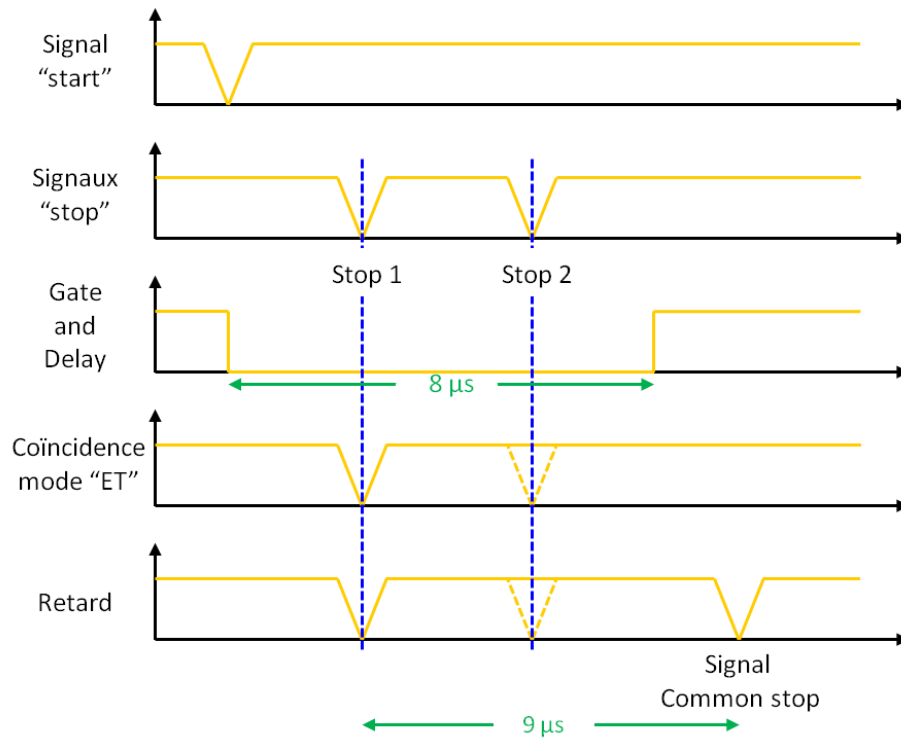 Signal
“start”
Signaux
“stop”
Stop 1
Stop 2
Gate
and
Delay
8 µs
Coïncidence
mode “ET”
Retard
Signal
Common stop
9 µs